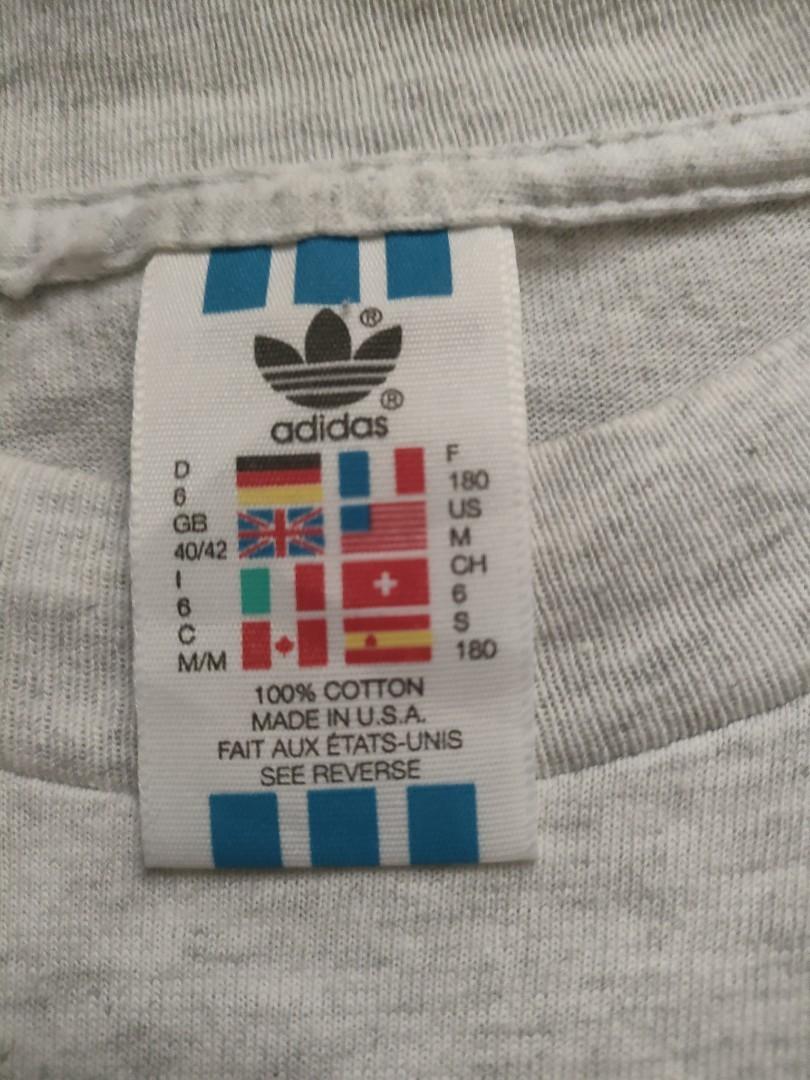 ®
®
adidas
D
6
GB
40/42
I
6
C
M/M
F
180
US
M
CH
6
S
180
100% COTTON
MADE IN U.S.A.
FAIT AUX ÉTATS-UNIS
SEE REVERSE